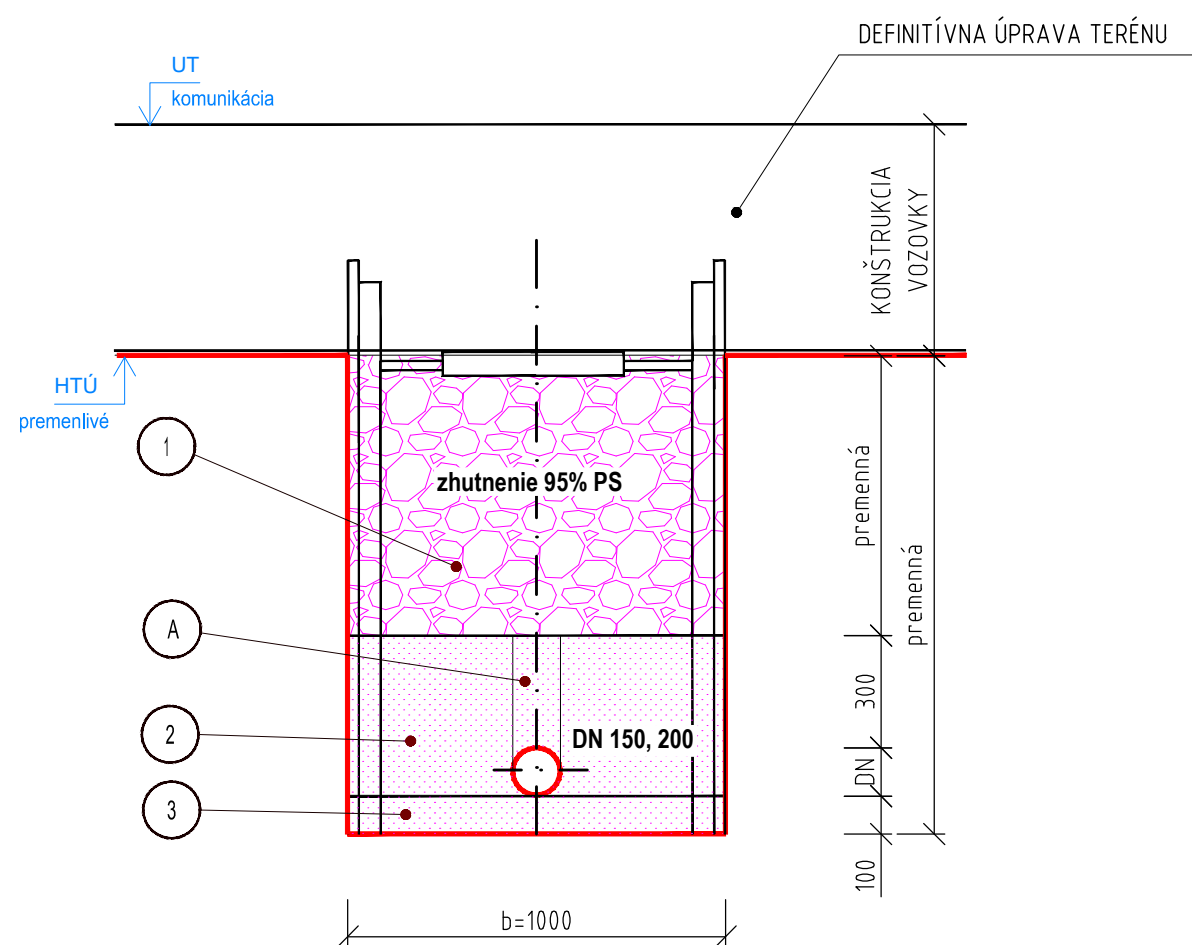 DEFINITÍVNA ÚPRAVA TERÉNU
UT
komunikácia
KONŠTRUKCIA
VOZOVKY
HTÚ
premenlivé
1
zhutnenie 95% PS
premenná
premenná
A
300
2
DN 150, 200
DN
3
100
b=1000